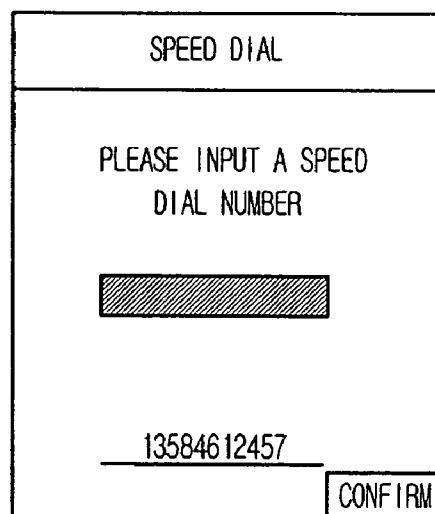 SPEED DIAL
PLEASE INPUT A SPEED
DIAL NUMBER
13584612457
CONFIRM